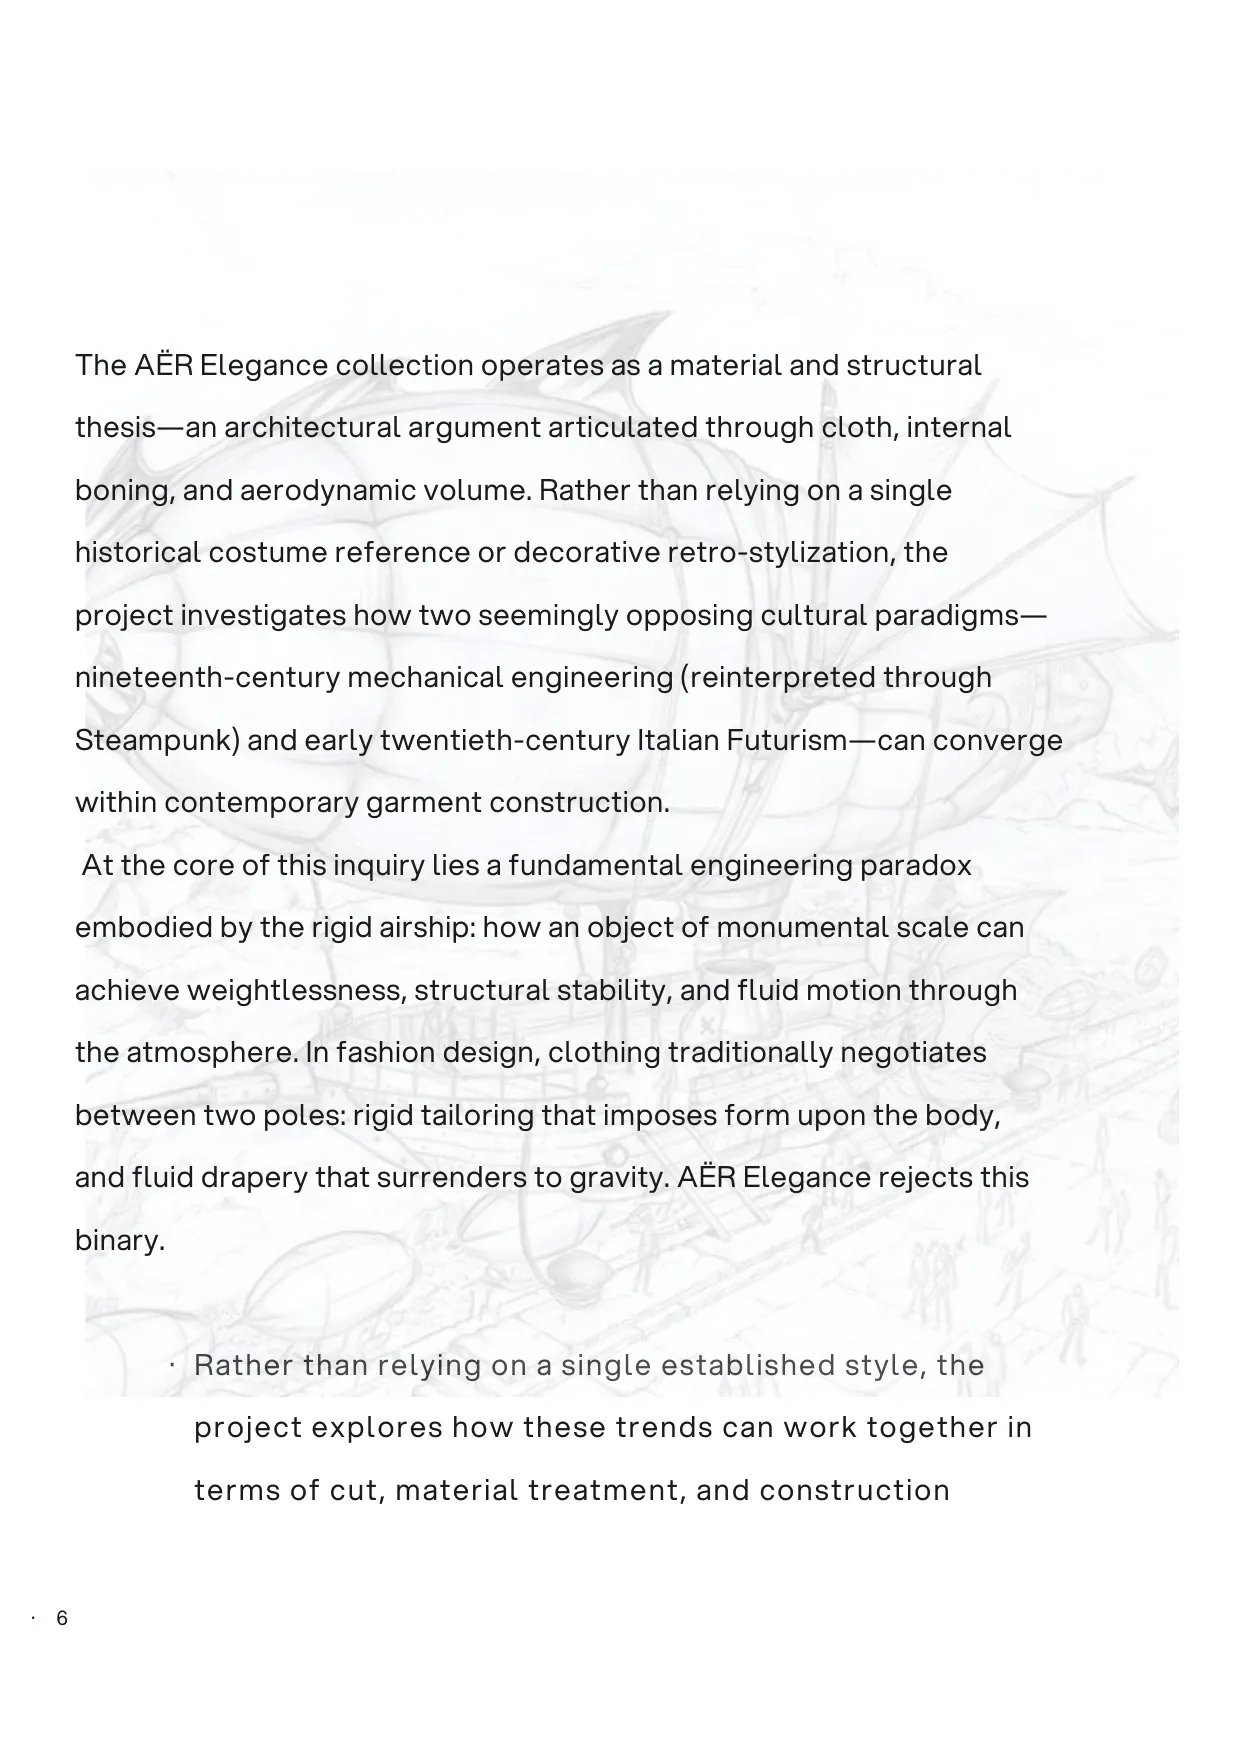 The AËR Elegance collection operates as a material and structural
thesis—an architectural argument articulated through cloth, internal
boning, and aerodynamic volume. Rather than relying on a single
historical costume reference or decorative retro-stylization, the
project investigates how two seemingly opposing cultural paradigms—
nineteenth-century mechanical engineering (reinterpreted through
Steampunk) and early twentieth-century Italian Futurism—can converge
within contemporary garment construction.
At the core of this inquiry lies a fundamental engineering paradox
embodied by the rigid airship: how an object of monumental scale can
achieve weightlessness, structural stability, and fluid motion through
the atmosphere. In fashion design, clothing traditionally negotiates
between two poles: rigid tailoring that imposes form upon the body,
and fluid drapery that surrenders to gravity. AËR Elegance rejects this
binary.
· Rather than relying on a single established style, the
project explores how these trends can work together in
terms of cut, material treatment, and construction
· 6